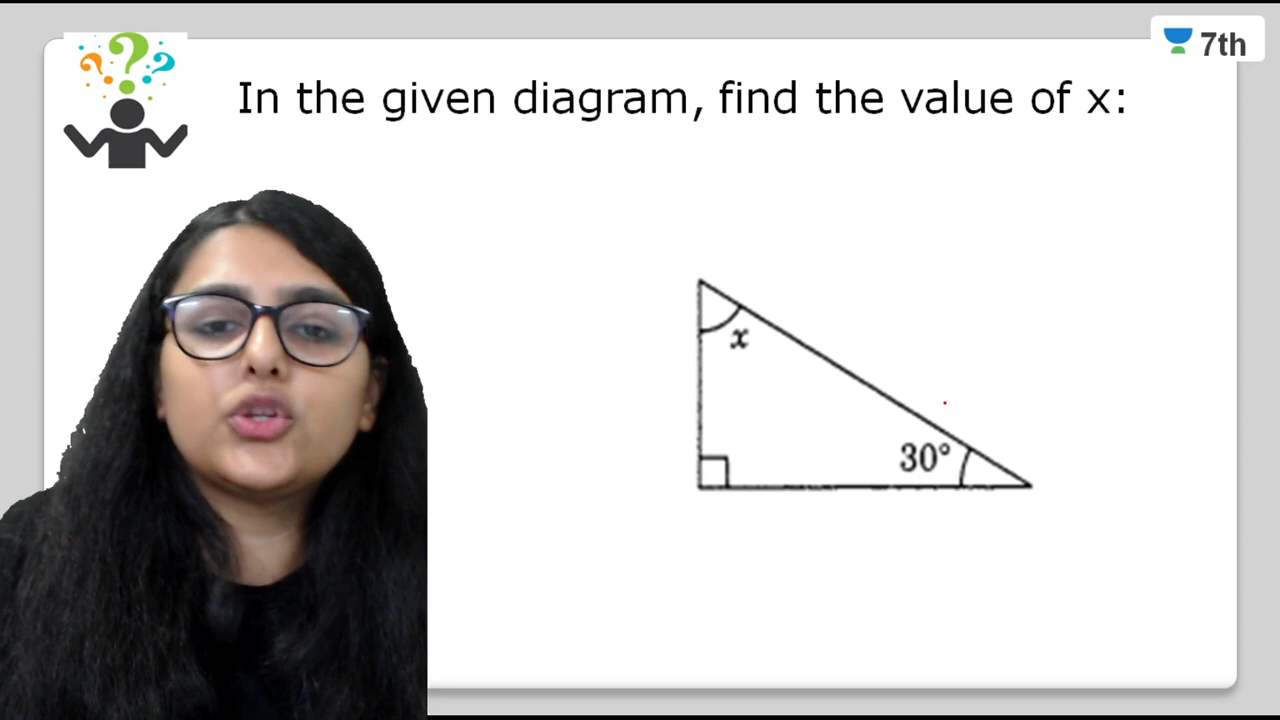 7th
In the given diagram, find the value of x:
x
30°